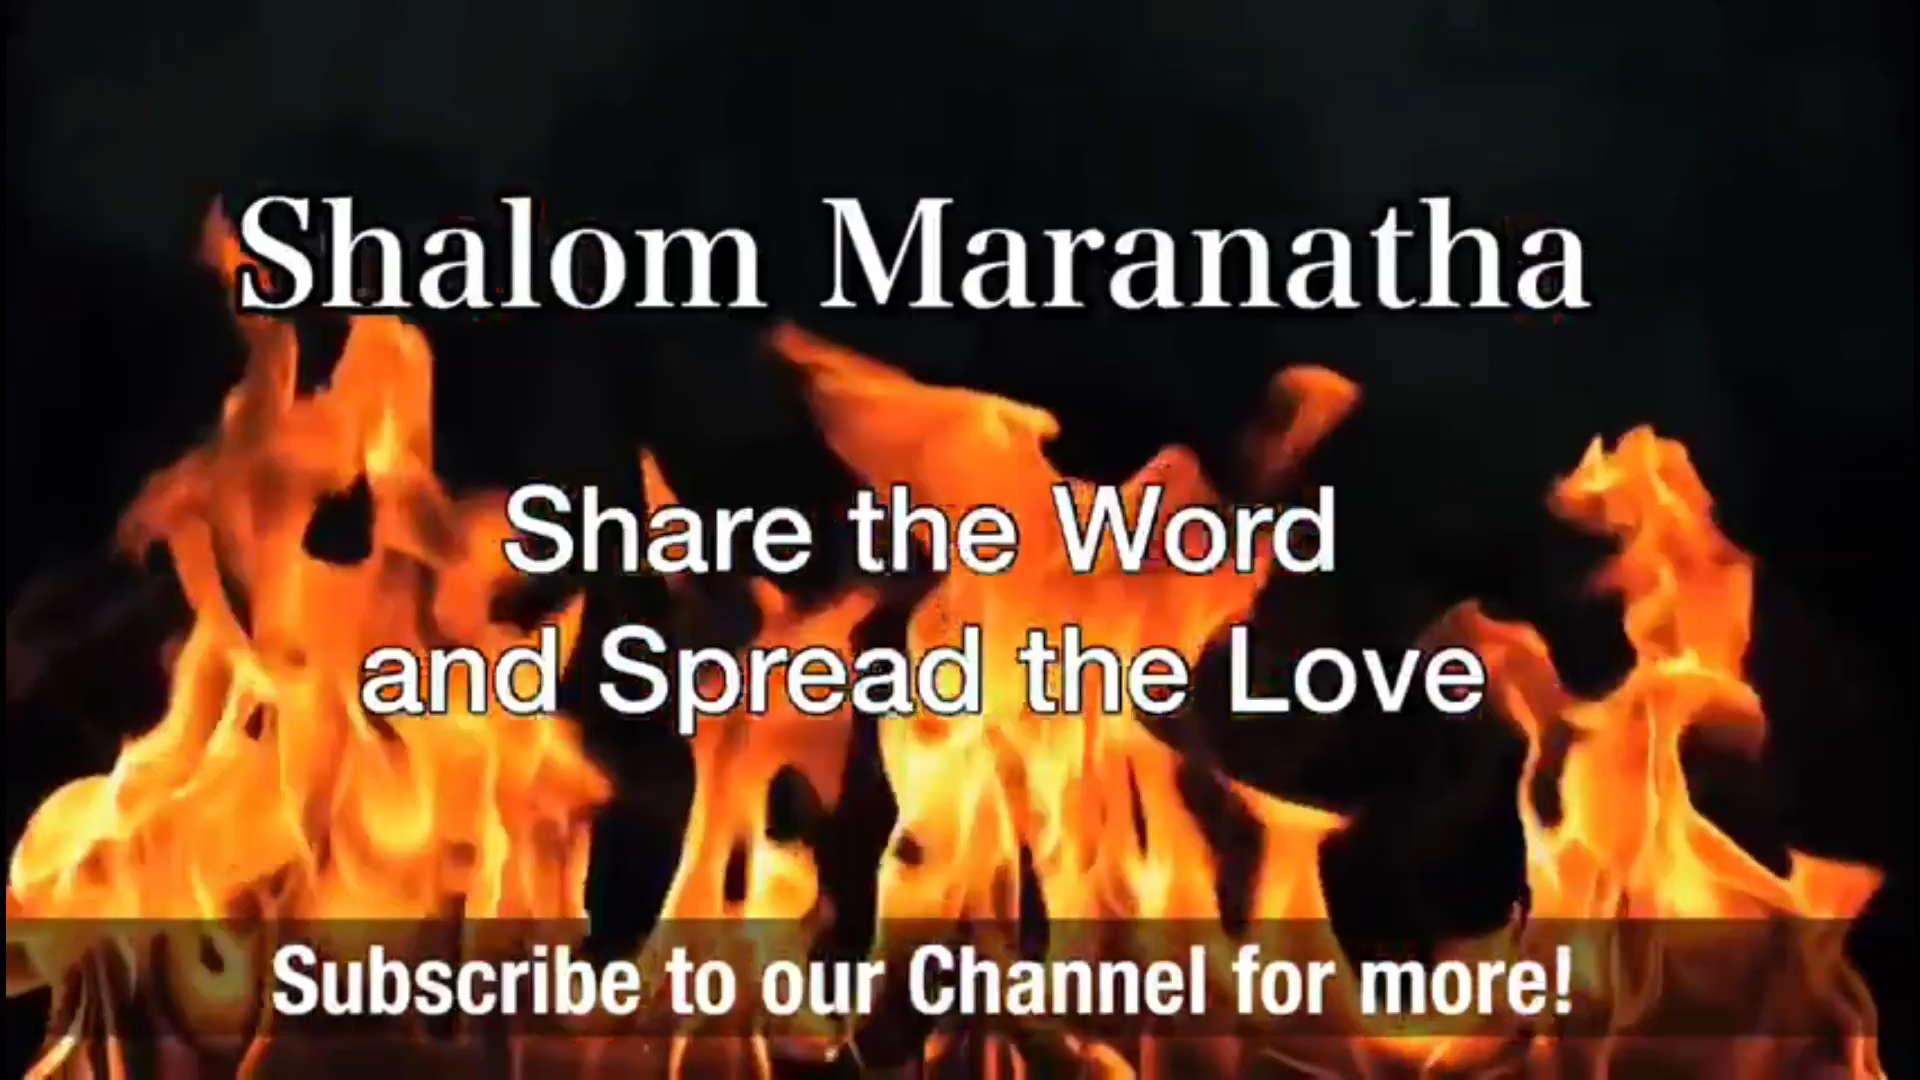 Shalom Maranatha
Share the Word
and Spread the Love
Subscribe to our Channel for more!